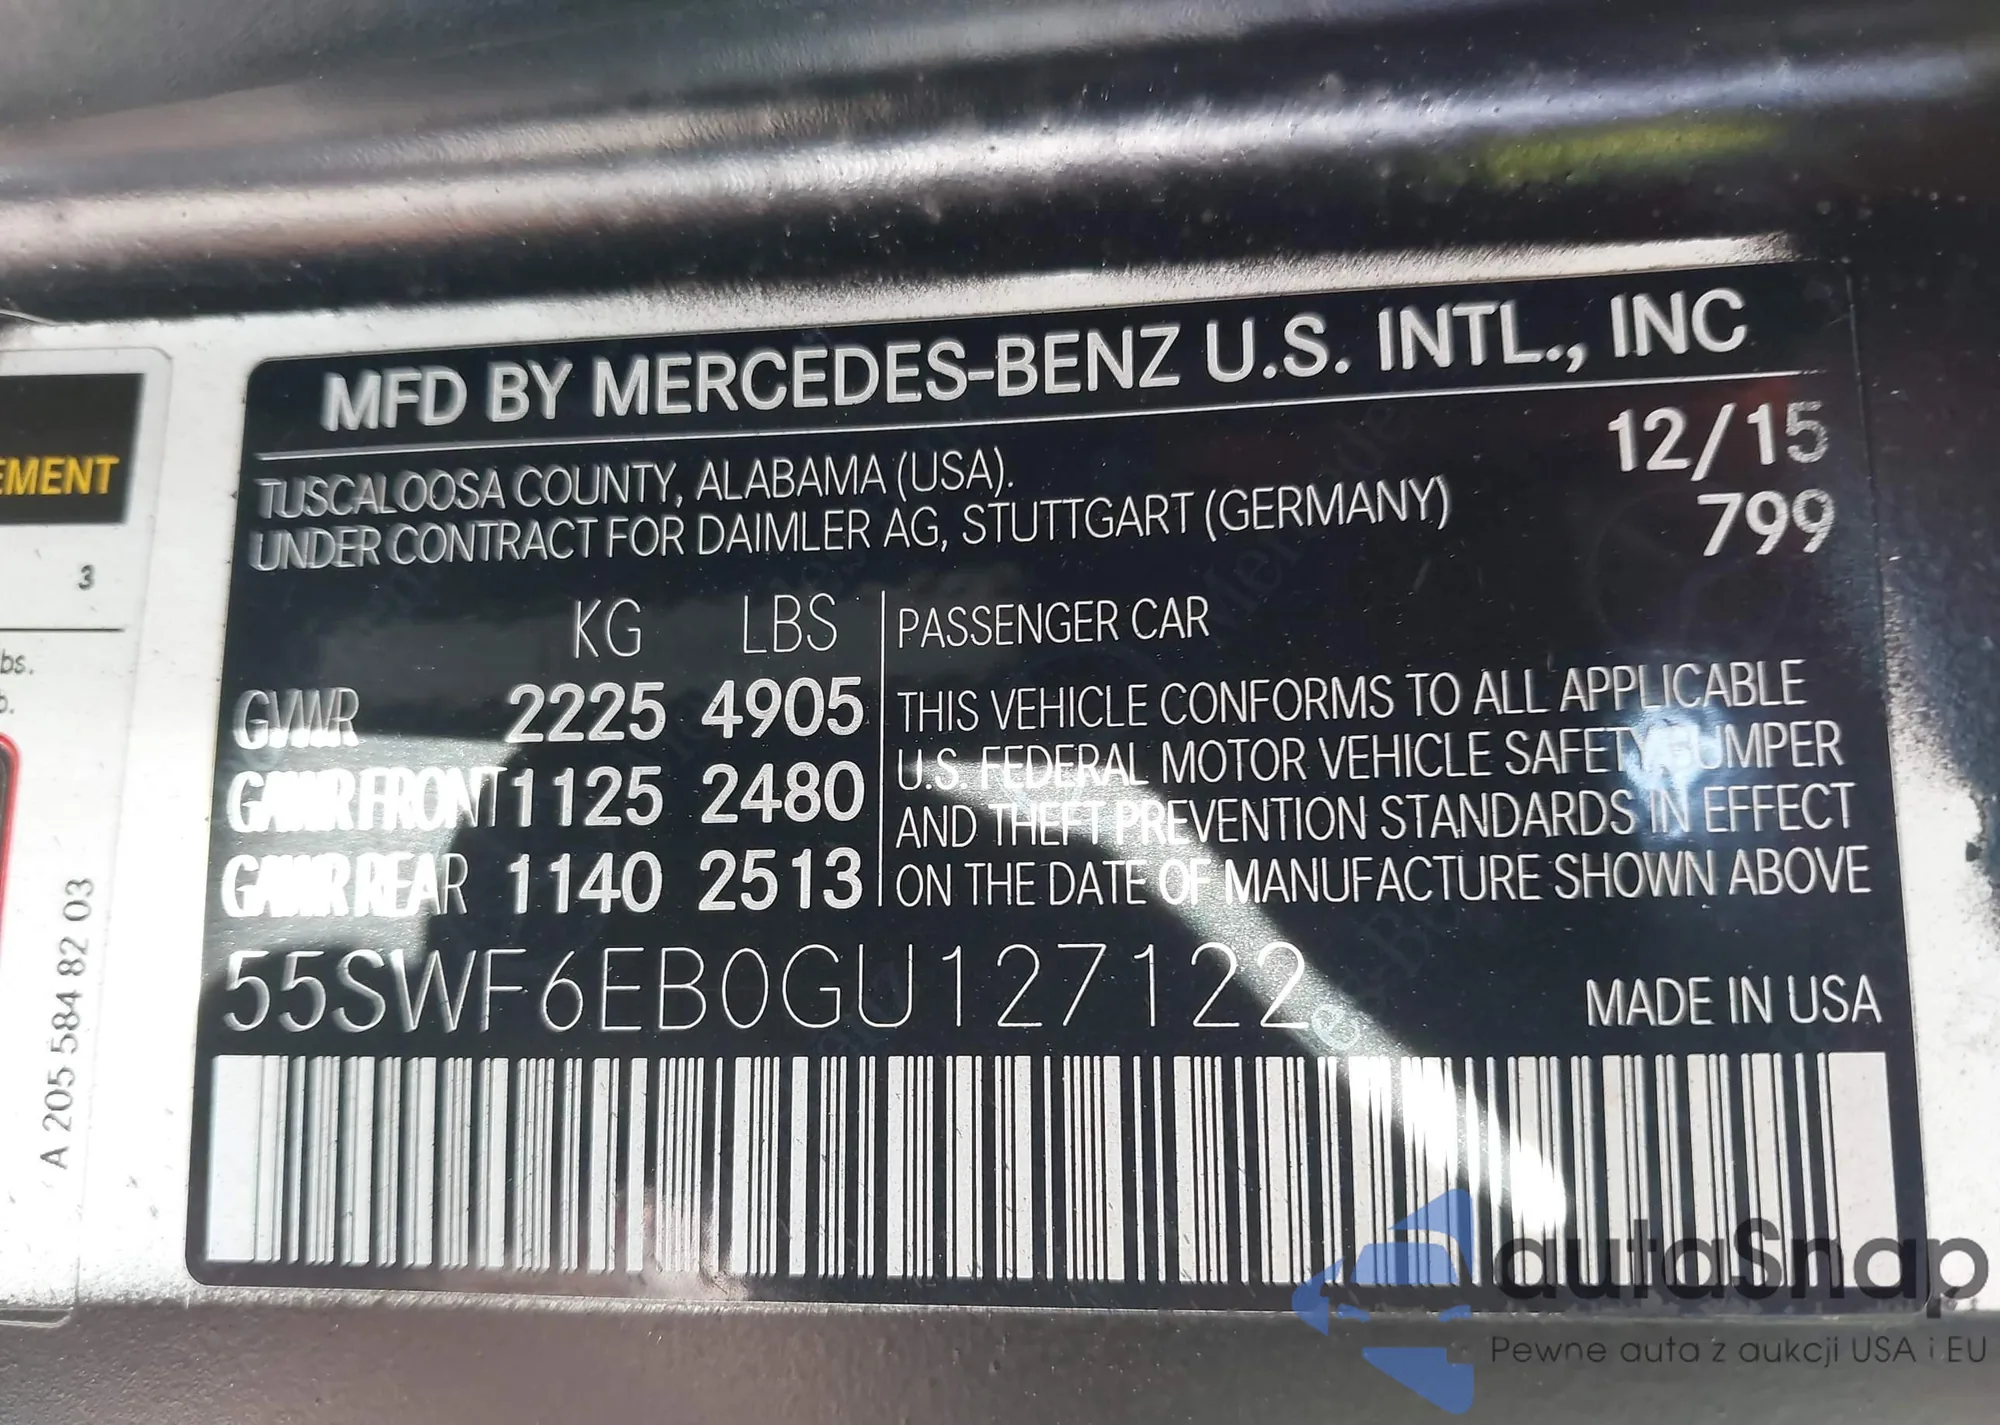 MFD BY MERCEDES-BENZ U.S. INTL., INC
12/15
TUSCALOOSA COUNTY, ALABAMA (USA).
UNDER CONTRACT FOR DAIMLER AG, STUTTGART (GERMANY)
799
KG LBS
GVWR 2225 4905
GAWR FRONT 1125 2480
GAWR REAR 1140 2513
PASSENGER CAR
THIS VEHICLE CONFORMS TO ALL APPLICABLE
U.S. FEDERAL MOTOR VEHICLE SAFETY, BUMPER
AND THEFT PREVENTION STANDARDS IN EFFECT
ON THE DATE OF MANUFACTURE SHOWN ABOVE
55SWF6EB0GU127122
MADE IN USA
EMENT
3
bs.
A 205 584 82 03
autaSnap
Pewne auta z aukcji USA i EU